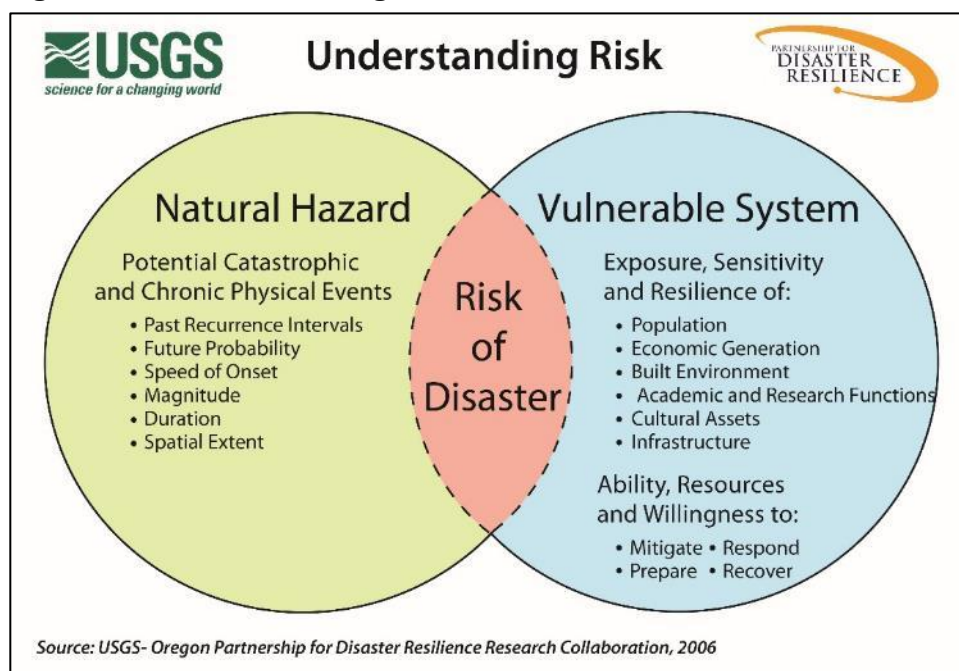 USGS
science for a changing world
Understanding Risk
PARTNERSHIP FOR
DISASTER
RESILIENCE
Natural Hazard
Potential Catastrophic
and Chronic Physical Events
• Past Recurrence Intervals
• Future Probability
• Speed of Onset
• Magnitude
• Duration
• Spatial Extent
Risk
of
Disaster
Vulnerable System
Exposure, Sensitivity
and Resilience of:
• Population
• Economic Generation
• Built Environment
• Academic and Research Functions
• Cultural Assets
• Infrastructure
Ability, Resources
and Willingness to:
• Mitigate • Respond
• Prepare • Recover
Source: USGS- Oregon Partnership for Disaster Resilience Research Collaboration, 2006